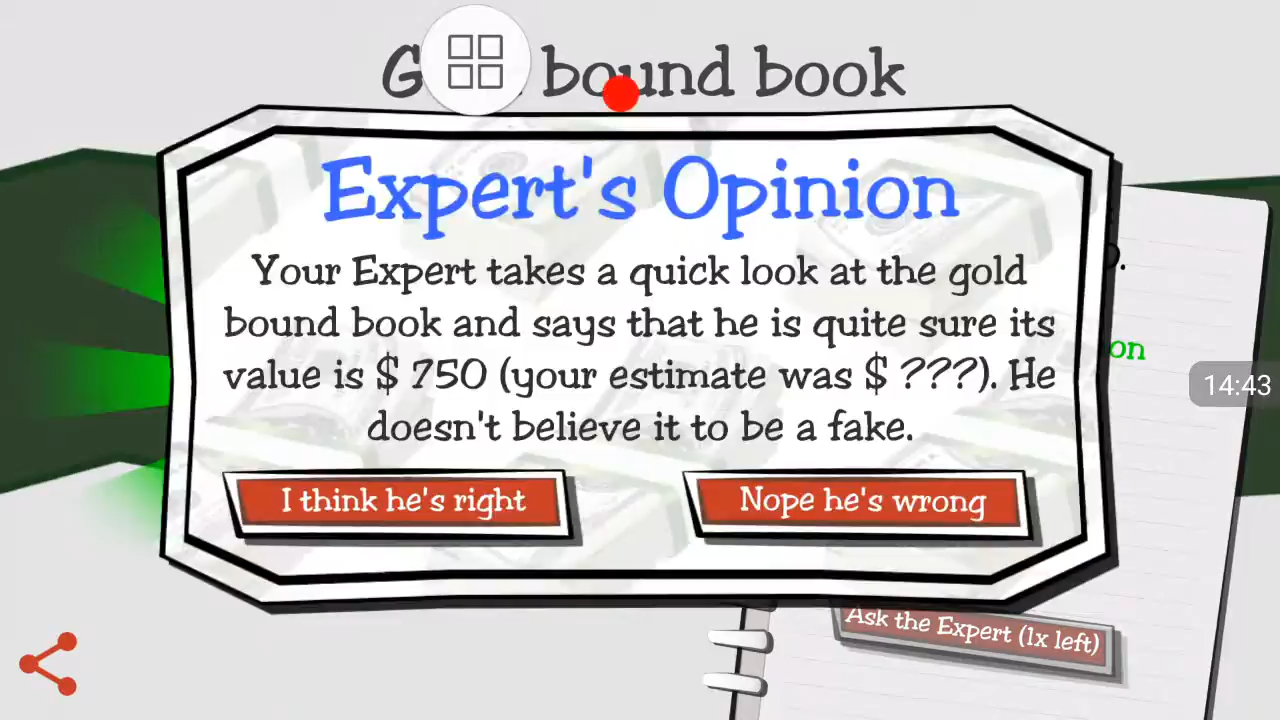 bound book
Expert's Opinion
Your Expert takes a quick look at the gold
bound book and says that he is quite sure its
value is $ 750 (your estimate was $ ???). He
doesn't believe it to be a fake.
I think he's right
Nope he's wrong
14:43
Ask the Expert (1x left)